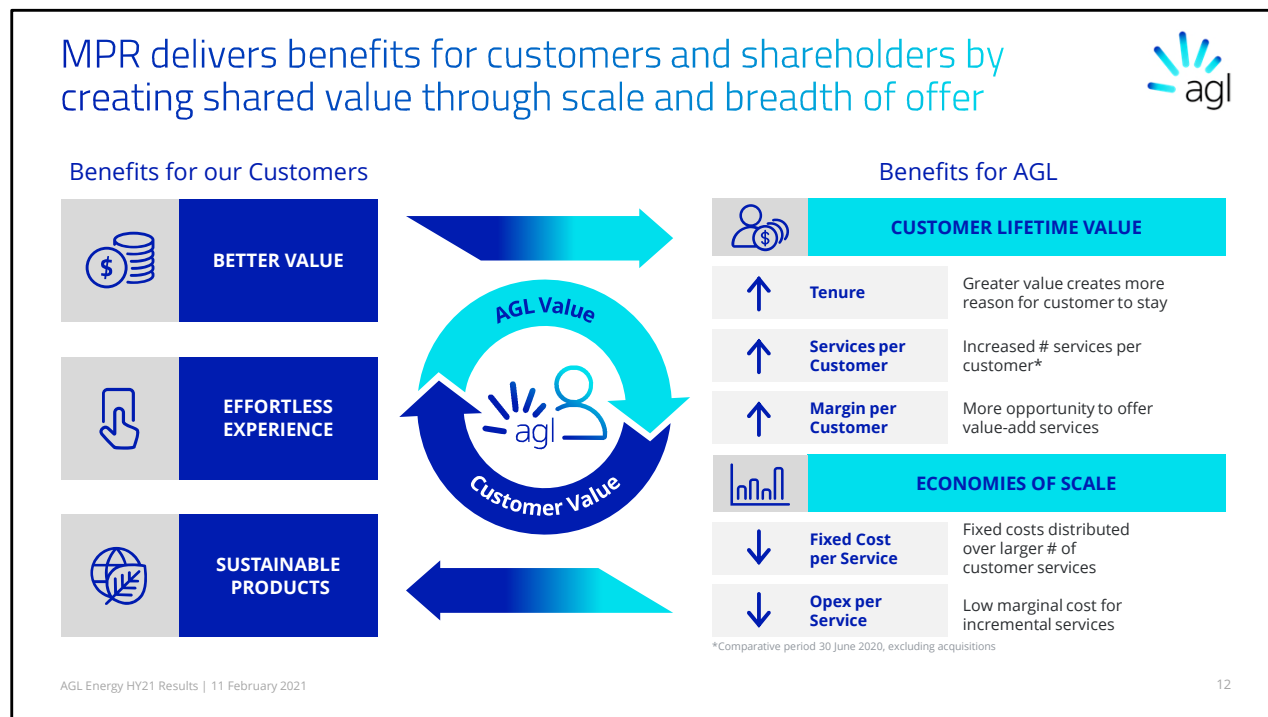 MPR delivers benefits for customers and shareholders by
creating shared value through scale and breadth of offer
agl
Benefits for our Customers
$
BETTER VALUE
EFFORTLESS
EXPERIENCE
SUSTAINABLE
PRODUCTS
AGL Value
agl
Customer Value
Benefits for AGL
$
CUSTOMER LIFETIME VALUE
Tenure
Greater value creates more
reason for customer to stay
Services per
Customer
Increased # services per
customer*
Margin per
Customer
More opportunity to offer
value-add services
ECONOMIES OF SCALE
Fixed Cost
per Service
Fixed costs distributed
over larger # of
customer services
Opex per
Service
Low marginal cost for
incremental services
*Comparative period 30 June 2020, excluding acquisitions
AGL Energy HY21 Results | 11 February 2021
12